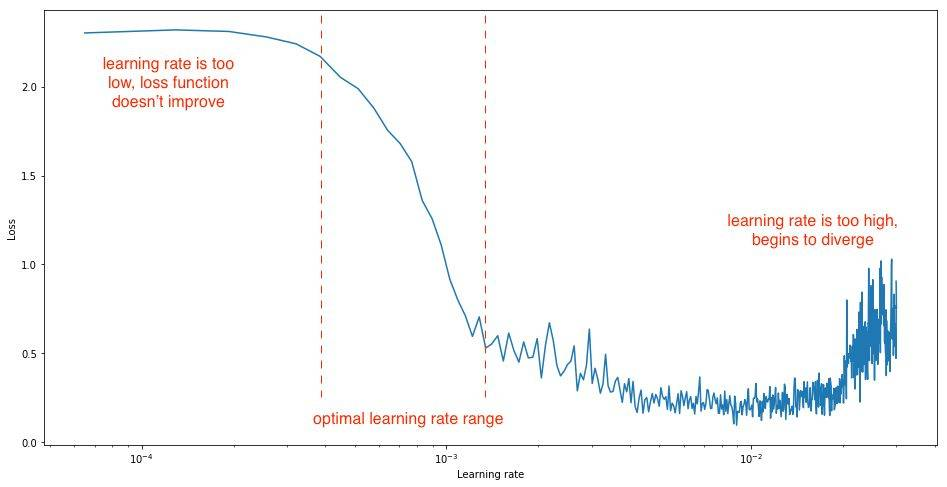 learning rate is too
low, loss function
doesn't improve
2.0
1.5
learning rate is too high,
begins to diverge
Loss
1.0
0.5
optimal learning rate range
0.0
10⁻⁴
10⁻³
10⁻²
Learning rate